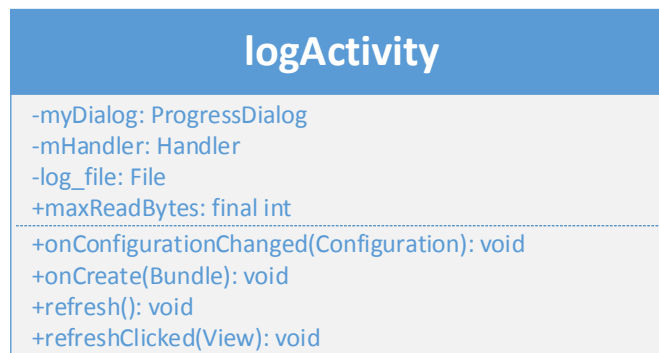 logActivity
-myDialog: ProgressDialog
-mHandler: Handler
-log_file: File
+maxReadBytes: final int
+onConfigurationChanged(Configuration): void
+onCreate(Bundle): void
+refresh(): void
+refreshClicked(View): void